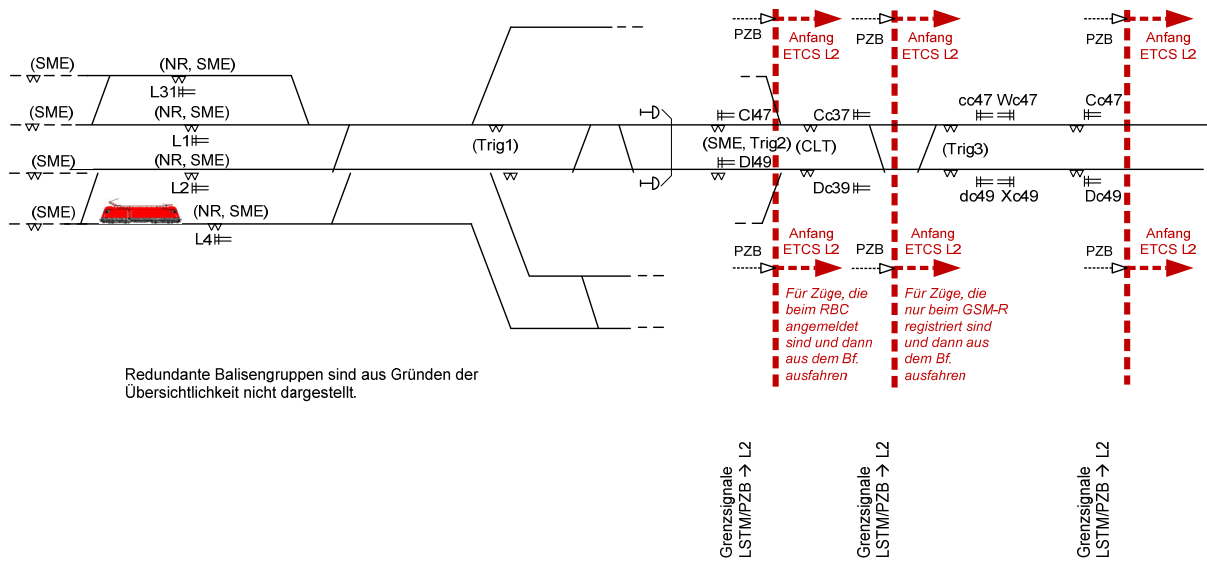 PZB
Anfang
ETCS L2
PZB
Anfang
ETCS L2
PZB
Anfang
ETCS L2
(SME)
(NR, SME)
L31
(SME)
(NR, SME)
L1
(Trig1)
Cl47
Cc37
cc47 Wc47
Cc47
(SME, Trig2)
(CLT)
(Trig3)
(SME)
(NR, SME)
L2
Dl49
Dc39
dc49 Xc49
Dc49
(SME)
(NR, SME)
L4
PZB
Anfang
ETCS L2
PZB
Anfang
ETCS L2
PZB
Anfang
ETCS L2
Für Züge, die
beim RBC
angemeldet
sind und dann
aus dem Bf.
ausfahren
Für Züge, die
nur beim GSM-R
registriert sind
und dann aus
dem Bf.
ausfahren
Redundante Balisengruppen sind aus Gründen der
Übersichtlichkeit nicht dargestellt.
Grenzsignale
LSTM/PZB → L2
Grenzsignale
LSTM/PZB → L2
Grenzsignale
LSTM/PZB → L2